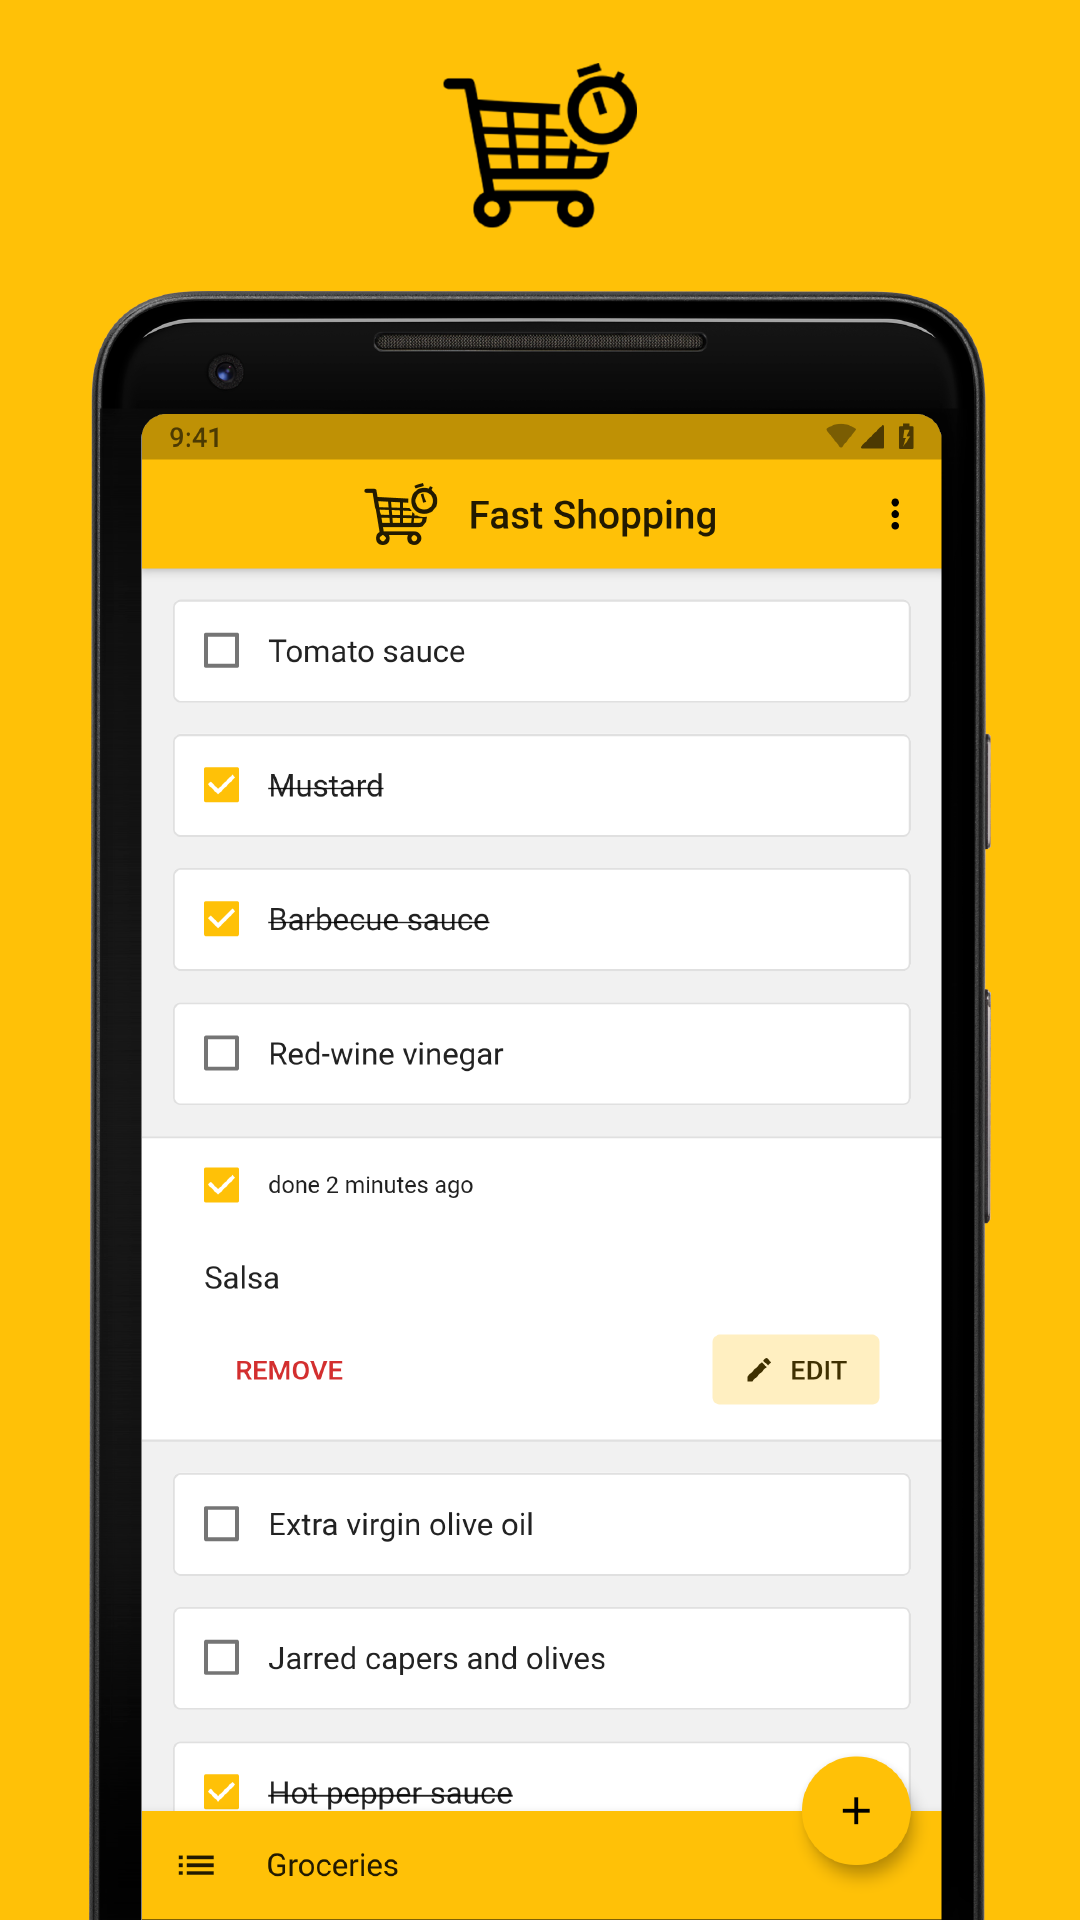 9:41
Fast Shopping
Tomato sauce
Mustard
Barbecue sauce
Red-wine vinegar
done 2 minutes ago
Salsa
REMOVE
EDIT
Extra virgin olive oil
Jarred capers and olives
Hot pepper sauce
Groceries